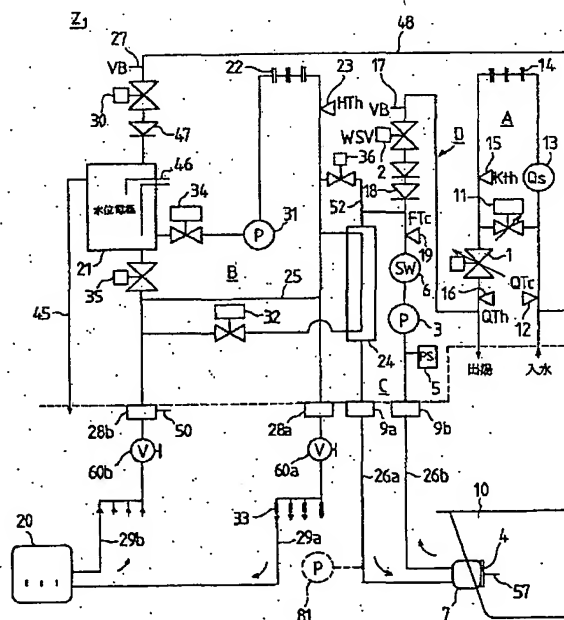 Z1
27
VB
30
47
46
水位電極
21
34
35
45
22
23
HTh
31
P
B
25
32
36
52
24
17
VB
WSV
2
18
FTc
19
SW
6
P
3
PS
5
48
D
14
A
15
Kth
13
Qs
11
1
16
QTh
QTc
12
出湯
入水
C
28b
50
28a
9a
9b
60b
V
60a
V
26a
26b
33
20
29b
29a
P
81
10
4
57
7